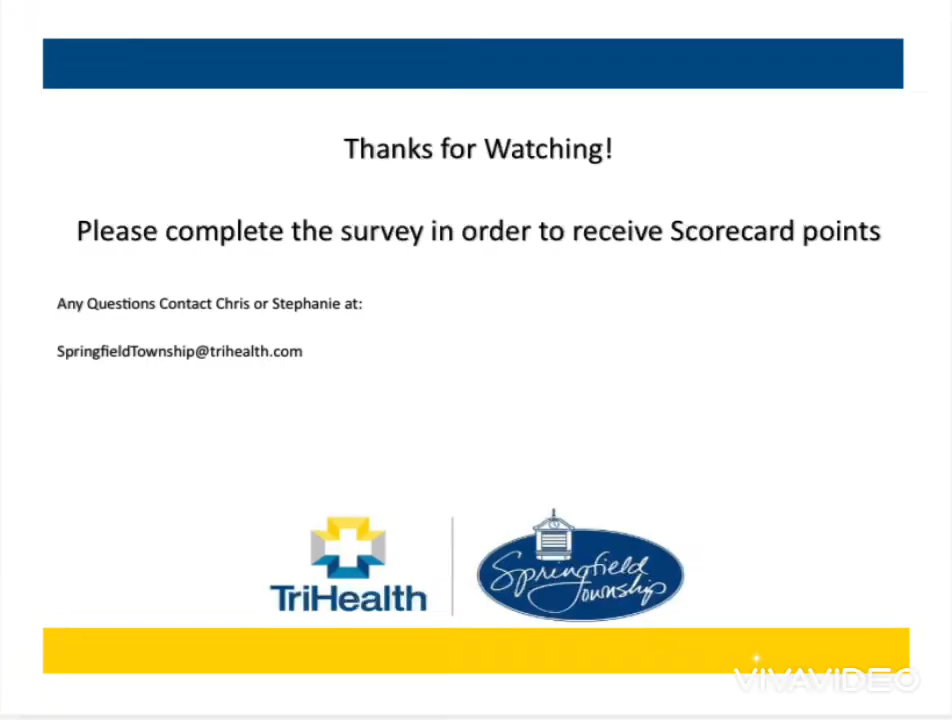 Thanks for Watching!
Please complete the survey in order to receive Scorecard points
Any Questions Contact Chris or Stephanie at:
SpringfieldTownship@trihealth.com
TriHealth
Springfield
Township
VIVAVIDEO